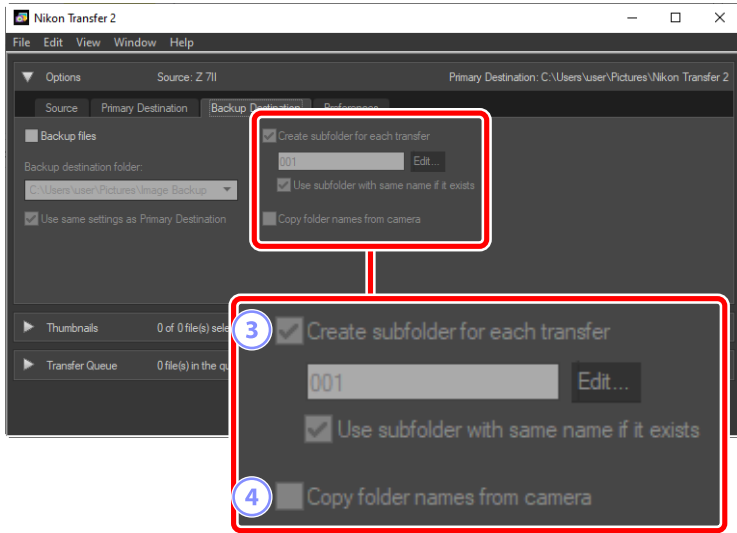 Nikon Transfer 2
File Edit View Window Help
Options Source: Z 7II Primary Destination: C:\Users\user\Pictures\Nikon Transfer 2
Source Primary Destination Backup Destination Preferences
Backup files
Create subfolder for each transfer
Backup destination folder:
001 Edit...
C:\Users\user\Pictures\Image Backup
Use subfolder with same name if it exists
Use same settings as Primary Destination
Copy folder names from camera
Thumbnails 0 of 0 file(s) sele
Transfer Queue 0 file(s) in the qu
3 Create subfolder for each transfer
001 Edit...
Use subfolder with same name if it exists
4 Copy folder names from camera